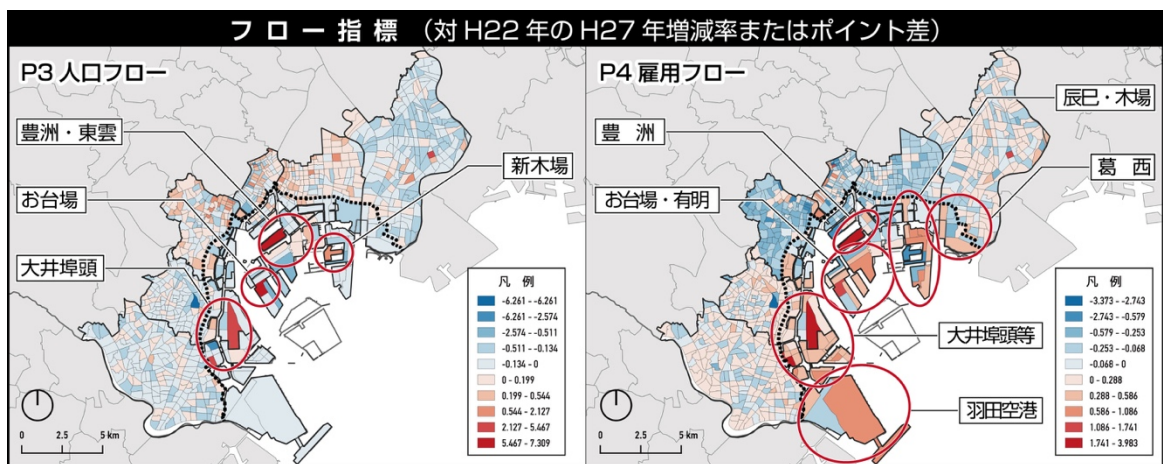 フロー指標（対H22年のH27年増減率またはポイント差）
P3 人口フロー
豊洲・東雲
お台場
大井埠頭
新木場
凡 例
-6.261 - -6.261
-6.261 - -2.574
-2.574 - -0.511
-0.511 - -0.134
-0.134 - 0
0 - 0.199
0.199 - 0.544
0.544 - 2.127
2.127 - 5.467
5.467 - 7.309
0 2.5 5 km
P4 雇用フロー
豊 洲
お台場・有明
辰巳・木場
葛 西
大井埠頭等
羽田空港
凡 例
-3.373 - -2.743
-2.743 - -0.579
-0.579 - -0.253
-0.253 - -0.068
-0.068 - 0
0 - 0.288
0.288 - 0.586
0.586 - 1.086
1.086 - 1.741
1.741 - 3.983
0 2.5 5 km